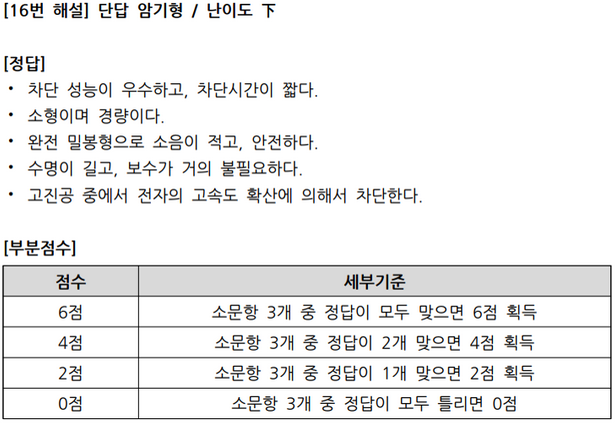 [16번 해설] 단답 암기형 / 난이도 下
[정답]
• 차단 성능이 우수하고, 차단시간이 짧다.
• 소형이며 경량이다.
• 완전 밀봉형으로 소음이 적고, 안전하다.
• 수명이 길고, 보수가 거의 불필요하다.
• 고진공 중에서 전자의 고속도 확산에 의해서 차단한다.
[부분점수]
점수 세부기준
6점 소문항 3개 중 정답이 모두 맞으면 6점 획득
4점 소문항 3개 중 정답이 2개 맞으면 4점 획득
2점 소문항 3개 중 정답이 1개 맞으면 2점 획득
0점 소문항 3개 중 정답이 모두 틀리면 0점